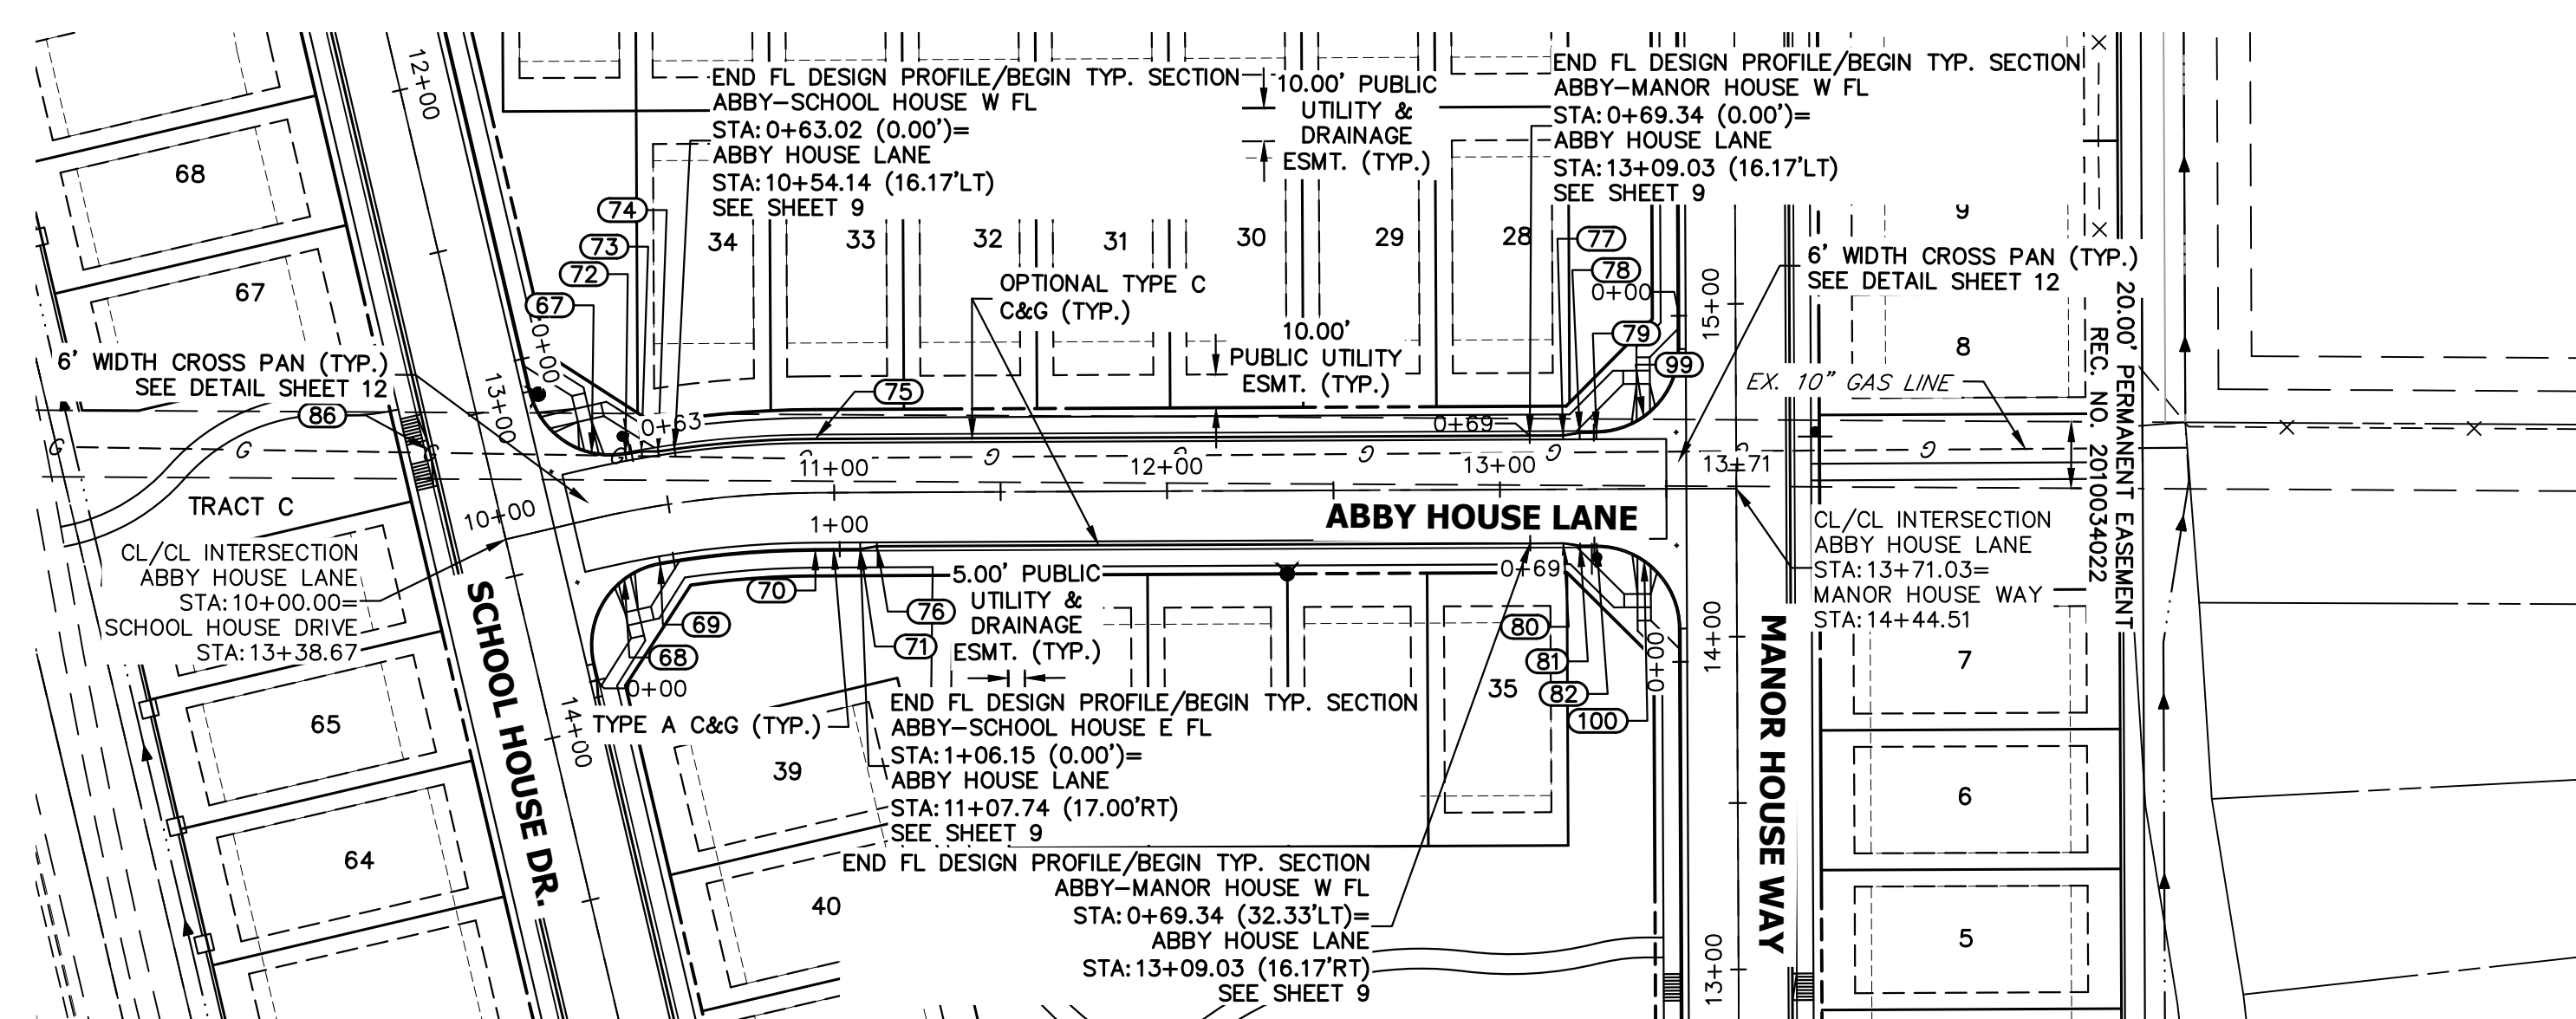 12+00
68
67
END FL DESIGN PROFILE/BEGIN TYP. SECTION
ABBY-SCHOOL HOUSE W FL
STA:0+63.02 (0.00')=
ABBY HOUSE LANE
STA:10+54.14 (16.17'LT)
SEE SHEET 9
10.00' PUBLIC
UTILITY &
DRAINAGE
ESMT. (TYP.)
END FL DESIGN PROFILE/BEGIN TYP. SECTION
ABBY-MANOR HOUSE W FL
STA:0+69.34 (0.00')=
ABBY HOUSE LANE
STA:13+09.03 (16.17'LT)
SEE SHEET 9
74
73
72
67
34
33
32
31
30
29
28
77
78
0+00
79
99
9
6' WIDTH CROSS PAN (TYP.)
SEE DETAIL SHEET 12
15+00
8
20.00' PERMANENT EASEMENT
REC. NO. 2010034022
OPTIONAL TYPE C
C&G (TYP.)
10.00'
PUBLIC UTILITY
ESMT. (TYP.)
0+00
6' WIDTH CROSS PAN (TYP.)
SEE DETAIL SHEET 12
86
13+00
75
0+63
0+69
EX. 10" GAS LINE
G
G
G
G
G
G
G
G
G
11+00
12+00
13+00
13+71
TRACT C
10+00
1+00
ABBY HOUSE LANE
CL/CL INTERSECTION
ABBY HOUSE LANE
STA:10+00.00=
SCHOOL HOUSE DRIVE
STA:13+38.67
CL/CL INTERSECTION
ABBY HOUSE LANE
STA:13+71.03=
MANOR HOUSE WAY
STA:14+44.51
SCHOOL HOUSE DR.
70
69
68
76
71
5.00' PUBLIC
UTILITY &
DRAINAGE
ESMT. (TYP.)
0+69
80
81
82
100
35
0+00
14+00
MANOR HOUSE WAY
7
0+00
14+00
TYPE A C&G (TYP.)
65
39
END FL DESIGN PROFILE/BEGIN TYP. SECTION
ABBY-SCHOOL HOUSE E FL
STA:1+06.15 (0.00')=
ABBY HOUSE LANE
STA:11+07.74 (17.00'RT)
SEE SHEET 9
6
64
40
END FL DESIGN PROFILE/BEGIN TYP. SECTION
ABBY-MANOR HOUSE W FL
STA:0+69.34 (32.33'LT)=
ABBY HOUSE LANE
STA:13+09.03 (16.17'RT)
SEE SHEET 9
13+00
5